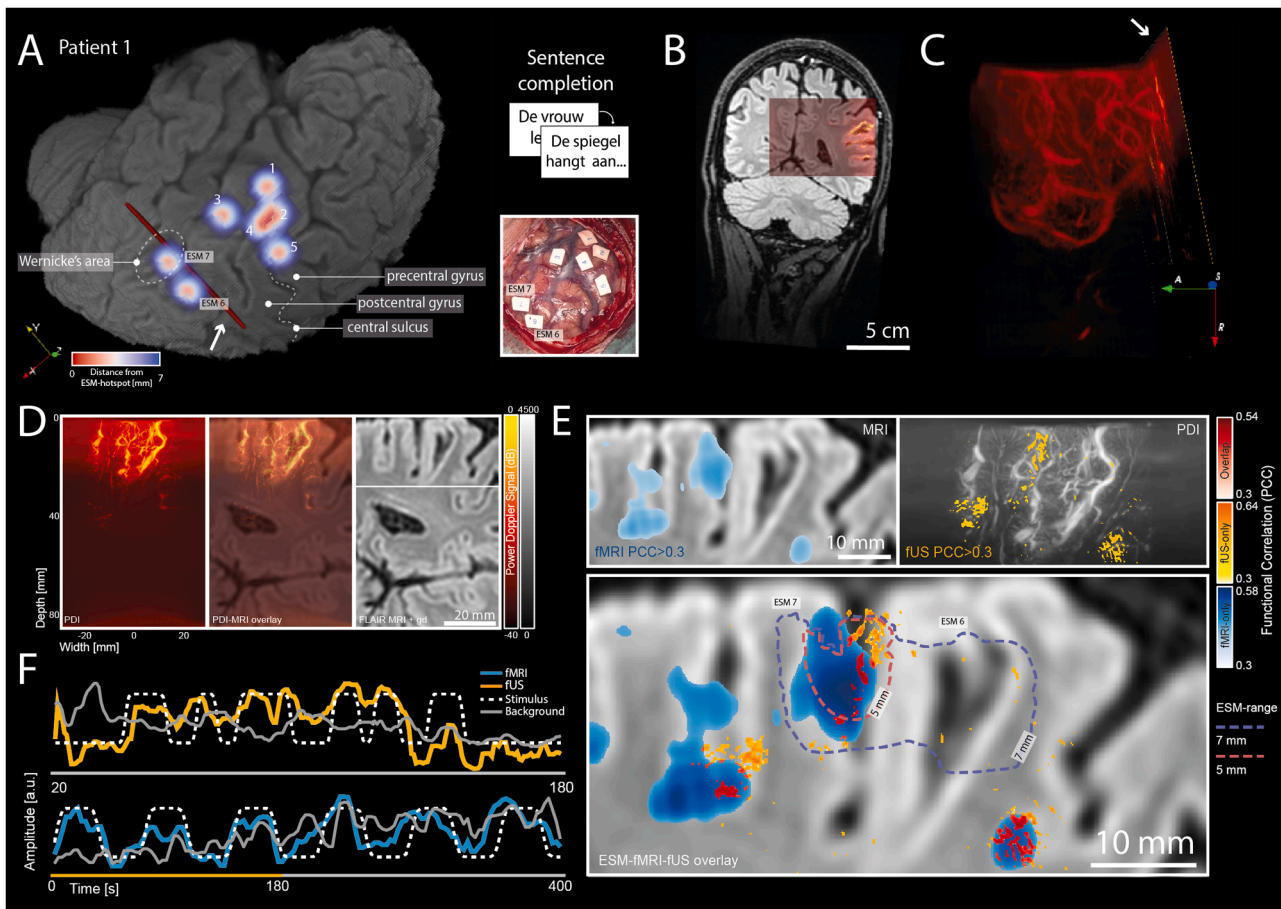 A
Patient 1
1
3
2
4
5
Wernicke's area
ESM 7
ESM 6
precentral gyrus
postcentral gyrus
central sulcus
Y
Z
X
0
7
Distance from
ESM-hotspot [mm]
Sentence
completion
De vrouw
le
De spiegel
hangt aan...
ESM 7
ESM 6
B
5 cm
C
A
S
R
D
0
40
80
Depth [mm]
PDI
PDI-MRI overlay
FLAIR MRI + gd
20 mm
-20
0
20
Width [mm]
0
4500
Power Doppler Signal (dB)
-40
0
E
MRI
fMRI PCC>0.3
10 mm
PDI
fUS PCC>0.3
ESM 7
ESM 6
5 mm
7 mm
ESM-fMRI-fUS overlay
10 mm
0.54
Overlap
0.3
0.64
fUS-only
0.3
0.58
fMRI-only
0.3
Functional Correlation (PCC)
ESM-range
7 mm
5 mm
F
fMRI
fUS
Stimulus
Background
Amplitude [a.u.]
20
180
0
Time [s]
180
400